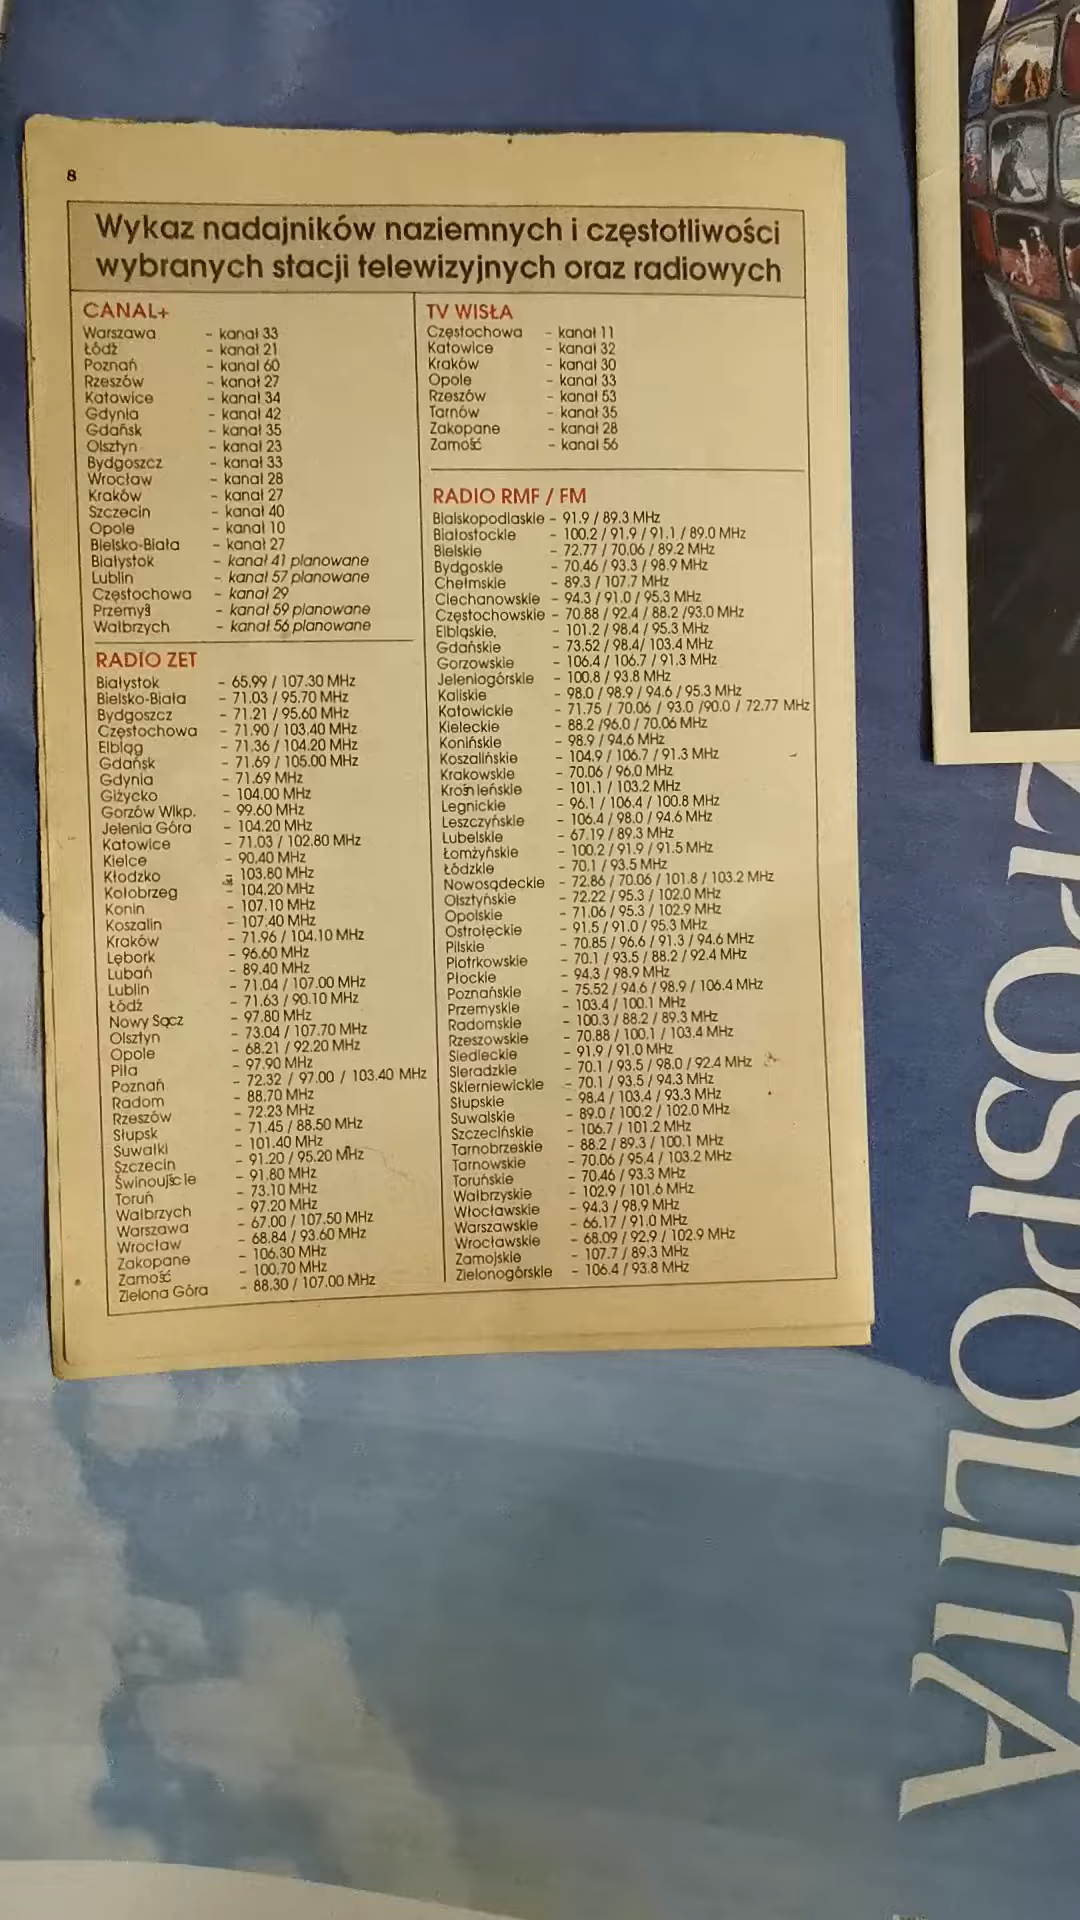 8
Wykaz nadajników naziemnych i częstotliwości
wybranych stacji telewizyjnych oraz radiowych
CANAL+
Warszawa - kanał 33
Łódź - kanał 21
Poznań - kanał 60
Rzeszów - kanał 27
Katowice - kanał 34
Gdynia - kanał 42
Gdańsk - kanał 35
Olsztyn - kanał 23
Bydgoszcz - kanał 33
Wrocław - kanał 28
Kraków - kanał 27
Szczecin - kanał 40
Opole - kanał 10
Bielsko-Biała - kanał 27
Białystok - kanał 41 planowane
Lublin - kanał 57 planowane
Częstochowa - kanał 29
Przemyśl - kanał 59 planowane
Wałbrzych - kanał 56 planowane
RADIO ZET
Białystok - 65.99 / 107.30 MHz
Bielsko-Biała - 71.03 / 95.70 MHz
Bydgoszcz - 71.21 / 95.60 MHz
Częstochowa - 71.90 / 103.40 MHz
Elbląg - 71.36 / 104.20 MHz
Gdańsk - 71.69 / 105.00 MHz
Gdynia - 71.69 MHz
Giżycko - 104.00 MHz
Gorzów Wlkp. - 99.60 MHz
Jelenia Góra - 104.20 MHz
Katowice - 71.03 / 102.80 MHz
Kielce - 90.40 MHz
Kłodzko - 103.80 MHz
Kołobrzeg - 104.20 MHz
Konin - 107.10 MHz
Koszalin - 107.40 MHz
Kraków - 71.96 / 104.10 MHz
Lębork - 96.60 MHz
Lubań - 89.40 MHz
Lublin - 71.04 / 107.00 MHz
Łódź - 71.63 / 90.10 MHz
Nowy Sącz - 97.80 MHz
Olsztyn - 73.04 / 107.70 MHz
Opole - 68.21 / 92.20 MHz
Piła - 97.90 MHz
Poznań - 72.32 / 97.00 / 103.40 MHz
Radom - 88.70 MHz
Rzeszów - 72.23 MHz
Słupsk - 71.45 / 88.50 MHz
Suwałki - 101.40 MHz
Szczecin - 91.20 / 95.20 MHz
Świnoujście - 91.80 MHz
Toruń - 73.10 MHz
Wałbrzych - 97.20 MHz
Warszawa - 67.00 / 107.50 MHz
Wrocław - 68.84 / 93.60 MHz
Zakopane - 106.30 MHz
Zamość - 100.70 MHz
Zielona Góra - 88.30 / 107.00 MHz
TV WISŁA
Częstochowa - kanał 11
Katowice - kanał 32
Kraków - kanał 30
Opole - kanał 33
Rzeszów - kanał 53
Tarnów - kanał 35
Zakopane - kanał 28
Zamość - kanał 56
RADIO RMF / FM
Bialskopodlaskie - 91.9 / 89.3 MHz
Białostockie - 100.2 / 91.9 / 91.1 / 89.0 MHz
Bielskie - 72.77 / 70.06 / 89.2 MHz
Bydgoskie - 70.46 / 93.3 / 98.9 MHz
Chełmskie - 89.3 / 107.7 MHz
Ciechanowskie - 94.3 / 91.0 / 95.3 MHz
Częstochowskie - 70.88 / 92.4 / 88.2 /93.0 MHz
Elbląskie, - 101.2 / 98.4 / 95.3 MHz
Gdańskie - 73.52 / 98.4/ 103.4 MHz
Gorzowskie - 106.4 / 106.7 / 91.3 MHz
Jeleniogórskie - 100.8 / 93.8 MHz
Kaliskie - 98.0 / 98.9 / 94.6 / 95.3 MHz
Katowickie - 71.75 / 70.06 / 93.0 /90.0 / 72.77 MHz
Kieleckie - 88.2 /96.0 / 70.06 MHz
Konińskie - 98.9 / 94.6 MHz
Koszalińskie - 104.9 / 106.7 / 91.3 MHz
Krakowskie - 70.06 / 96.0 MHz
Krośnieńskie - 101.1 / 103.2 MHz
Legnickie - 96.1 / 106.4 / 100.8 MHz
Leszczyńskie - 106.4 / 98.0 / 94.6 MHz
Lubelskie - 67.19 / 89.3 MHz
Łomżyńskie - 100.2 / 91.9 / 91.5 MHz
Łódzkie - 70.1 / 93.5 MHz
Nowosądeckie - 72.86 / 70.06 / 101.8 / 103.2 MHz
Olsztyńskie - 72.22 / 95.3 / 102.0 MHz
Opolskie - 71.06 / 95.3 / 102.9 MHz
Ostrołęckie - 91.5 / 91.0 / 95.3 MHz
Pilskie - 70.85 / 96.6 / 91.3 / 94.6 MHz
Piotrkowskie - 70.1 / 93.5 / 88.2 / 92.4 MHz
Płockie - 94.3 / 98.9 MHz
Poznańskie - 75.52 / 94.6 / 98.9 / 106.4 MHz
Przemyskie - 103.4 / 100.1 MHz
Radomskie - 100.3 / 88.2 / 89.3 MHz
Rzeszowskie - 70.88 / 100.1 / 103.4 MHz
Siedleckie - 91.9 / 91.0 MHz
Sieradzkie - 70.1 / 93.5 / 98.0 / 92.4 MHz
Skierniewickie - 70.1 / 93.5 / 94.3 MHz
Słupskie - 98.4 / 103.4 / 93.3 MHz
Suwalskie - 89.0 / 100.2 / 102.0 MHz
Szczecińskie - 106.7 / 101.2 MHz
Tarnobrzeskie - 88.2 / 89.3 / 100.1 MHz
Tarnowskie - 70.06 / 95.4 / 103.2 MHz
Toruńskie - 70.46 / 93.3 MHz
Wałbrzyskie - 102.9 / 101.6 MHz
Włocławskie - 94.3 / 98.9 MHz
Warszawskie - 66.17 / 91.0 MHz
Wrocławskie - 68.09 / 92.9 / 102.9 MHz
Zamojskie - 107.7 / 89.3 MHz
Zielonogórskie - 106.4 / 93.8 MHz
ZPOSPOLITA